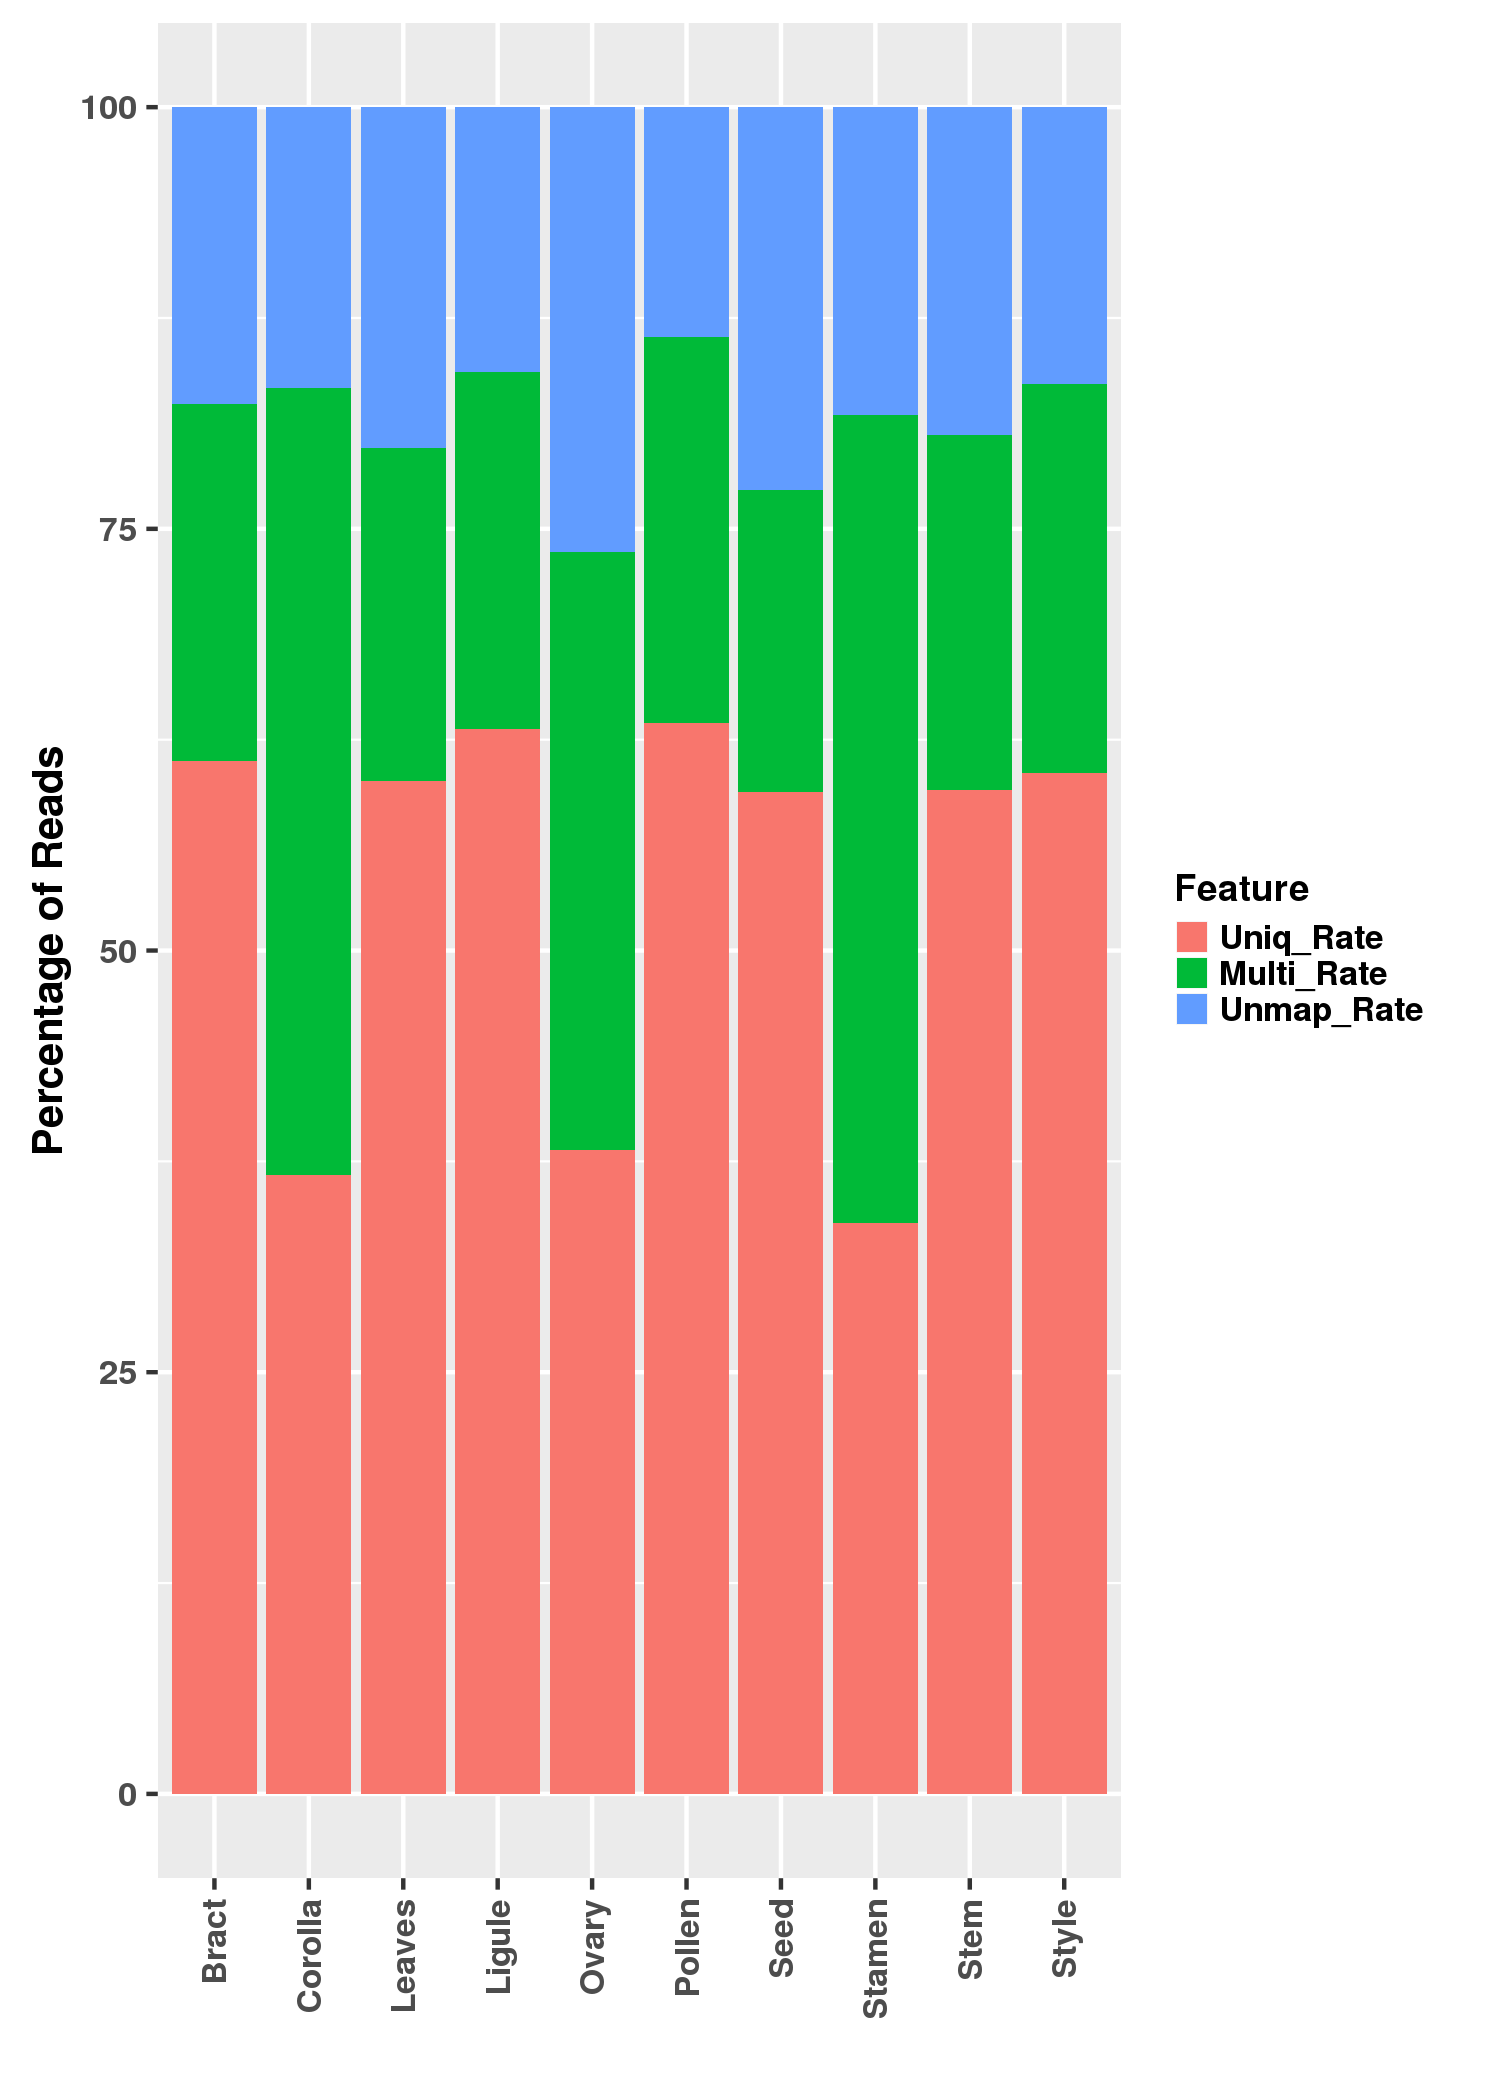 Percentage of Reads
100
75
50
25
0
Bract
Corolla
Leaves
Ligule
Ovary
Pollen
Seed
Stamen
Stem
Style
Feature
Uniq_Rate
Multi_Rate
Unmap_Rate